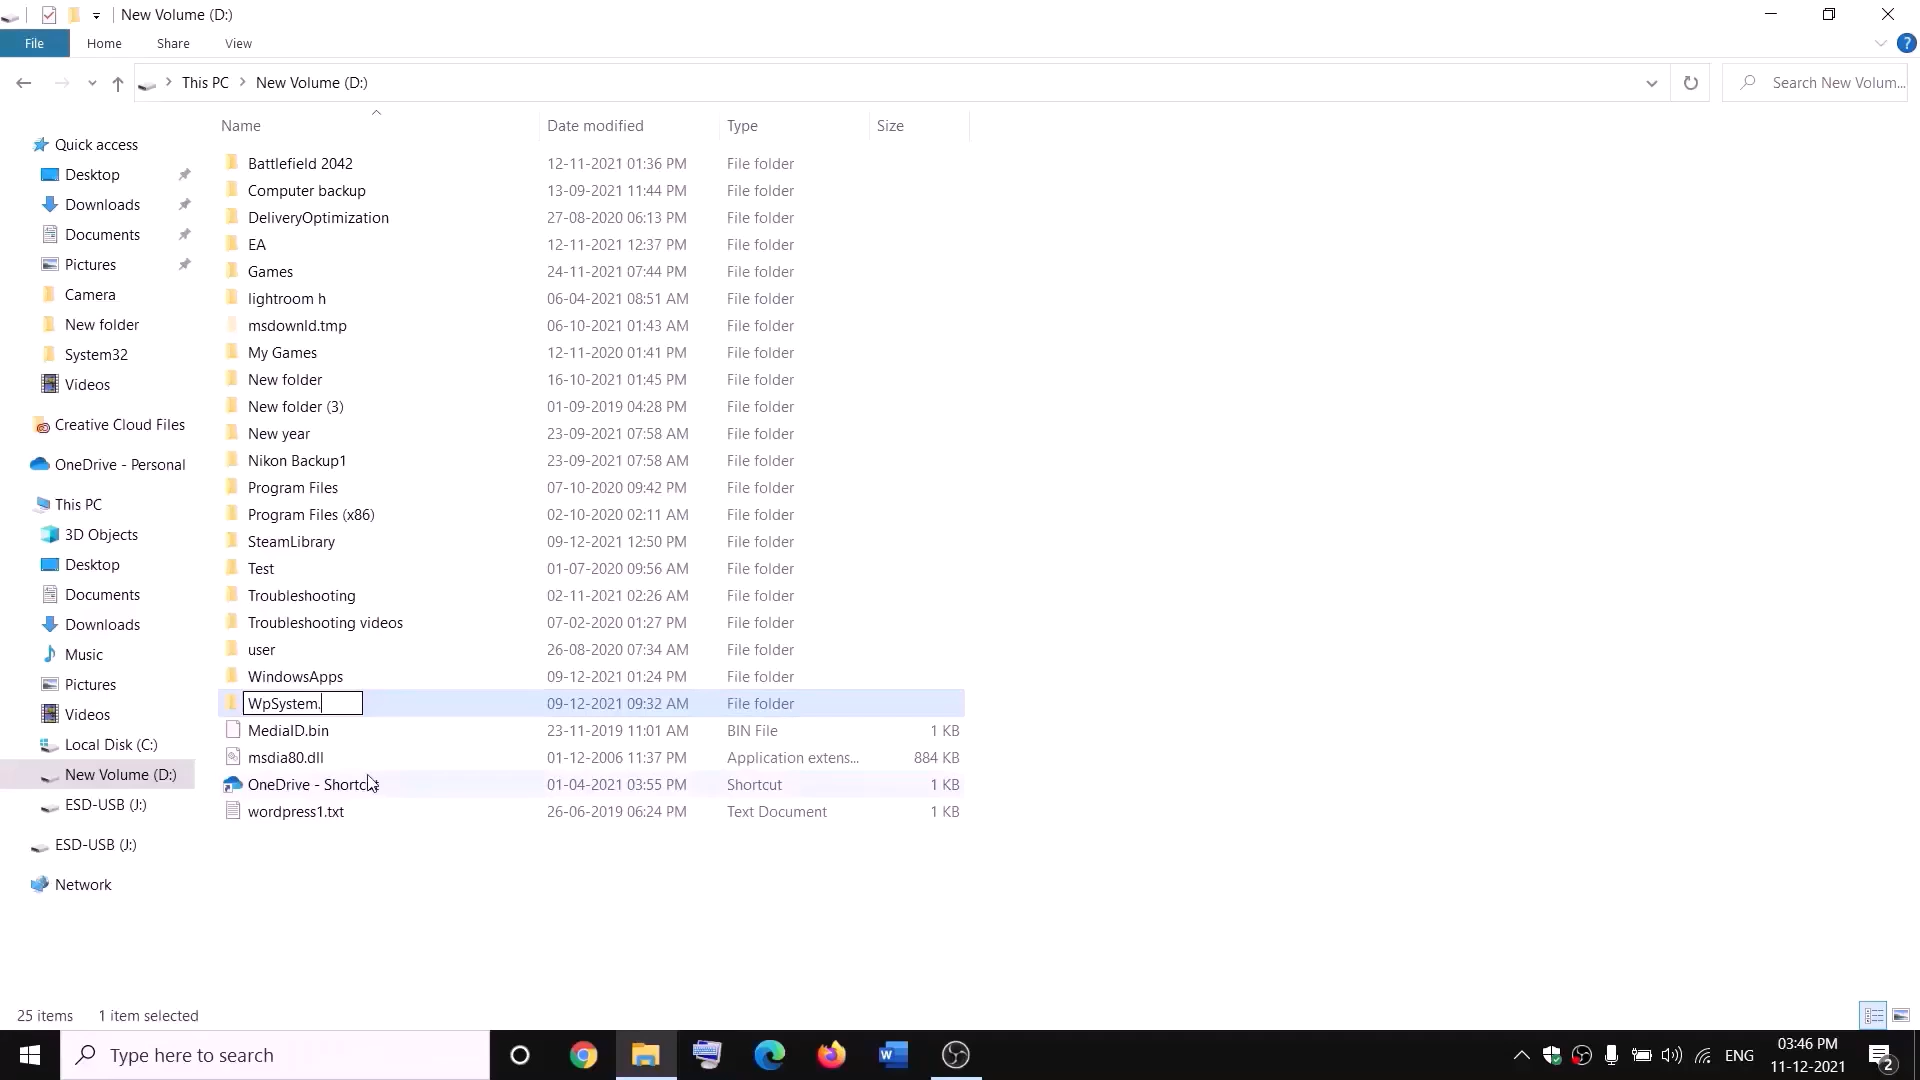 New Volume (D:)
File Home Share View
This PC New Volume (D:) Search New Volum...
Name Date modified Type Size
Quick access
Desktop
Downloads
Documents
Pictures
Camera
New folder
System32
Videos
Creative Cloud Files
OneDrive - Personal
This PC
3D Objects
Desktop
Documents
Downloads
Music
Pictures
Videos
Local Disk (C:)
New Volume (D:)
ESD-USB (J:)
ESD-USB (J:)
Network
Battlefield 2042 12-11-2021 01:36 PM File folder
Computer backup 13-09-2021 11:44 PM File folder
DeliveryOptimization 27-08-2020 06:13 PM File folder
EA 12-11-2021 12:37 PM File folder
Games 24-11-2021 07:44 PM File folder
lightroom h 06-04-2021 08:51 AM File folder
msdownld.tmp 06-10-2021 01:43 AM File folder
My Games 12-11-2020 01:41 PM File folder
New folder 16-10-2021 01:45 PM File folder
New folder (3) 01-09-2019 04:28 PM File folder
New year 23-09-2021 07:58 AM File folder
Nikon Backup1 23-09-2021 07:58 AM File folder
Program Files 07-10-2020 09:42 PM File folder
Program Files (x86) 02-10-2020 02:11 AM File folder
SteamLibrary 09-12-2021 12:50 PM File folder
Test 01-07-2020 09:56 AM File folder
Troubleshooting 02-11-2021 02:26 AM File folder
Troubleshooting videos 07-02-2020 01:27 PM File folder
user 26-08-2020 07:34 AM File folder
WindowsApps 09-12-2021 01:24 PM File folder
WpSystem. 09-12-2021 09:32 AM File folder
MediaID.bin 23-11-2019 11:01 AM BIN File 1 KB
msdia80.dll 01-12-2006 11:37 PM Application extens... 884 KB
OneDrive - Shortcut 01-04-2021 03:55 PM Shortcut 1 KB
wordpress1.txt 26-06-2019 06:24 PM Text Document 1 KB
25 items 1 item selected
Type here to search
ENG
03:46 PM
11-12-2021
2